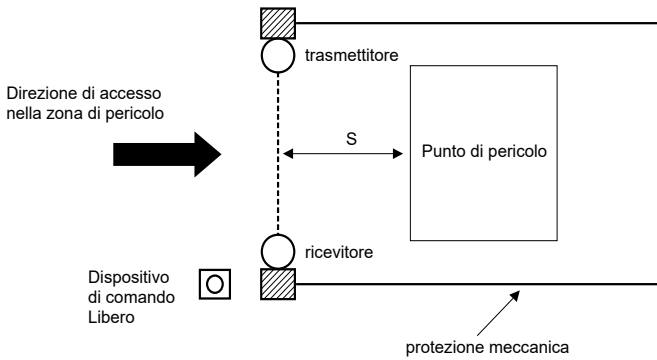 trasmettitore
Direzione di accesso
nella zona di pericolo
S
Punto di pericolo
ricevitore
Dispositivo
di comando
Libero
protezione meccanica